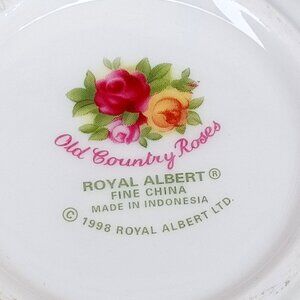 Old Country Roses
ROYAL ALBERT ®
FINE CHINA
MADE IN INDONESIA
© 1998 ROYAL ALBERT LTD.